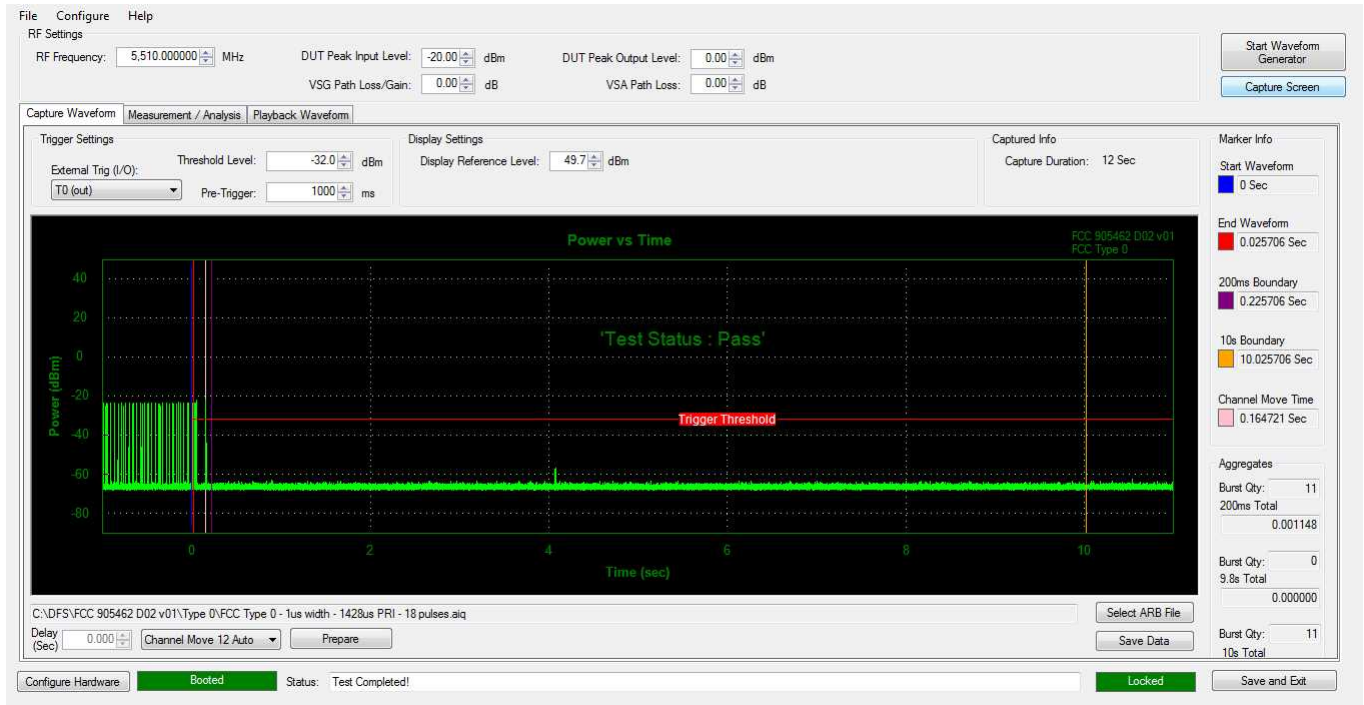 File Configure Help
RF Settings
RF Frequency: 5,510.000000 MHz DUT Peak Input Level: -20.00 dBm DUT Peak Output Level: 0.00 dBm
VSG Path Loss/Gain: 0.00 dB VSA Path Loss: 0.00 dB
Start Waveform
Generator
Capture Screen
Capture Waveform Measurement / Analysis Playback Waveform
Trigger Settings
External Trig (I/O):
T0 (out)
Threshold Level: -32.0 dBm
Pre-Trigger: 1000 ms
Display Settings
Display Reference Level: 49.7 dBm
Captured Info
Capture Duration: 12 Sec
Marker Info
Start Waveform
0 Sec
End Waveform
0.025706 Sec
200ms Boundary
0.225706 Sec
10s Boundary
10.025706 Sec
Channel Move Time
0.164721 Sec
Aggregates
Burst Qty: 11
200ms Total
0.001148
Burst Qty: 0
9.8s Total
0.000000
Burst Qty: 11
10s Total
Power vs Time
FCC 905462 D02 v01
FCC Type 0
'Test Status : Pass'
Trigger Threshold
Power (dBm)
40
20
0
-20
-40
-60
-80
0 2 4 6 8 10
Time (sec)
C:\DFS\FCC 905462 D02 v01\Type 0\FCC Type 0 - 1us width - 1428us PRI - 18 pulses.aiq
Select ARB File
Delay
(Sec)
0.000 Channel Move 12 Auto Prepare
Save Data
Configure Hardware Booted Status: Test Completed! Locked Save and Exit